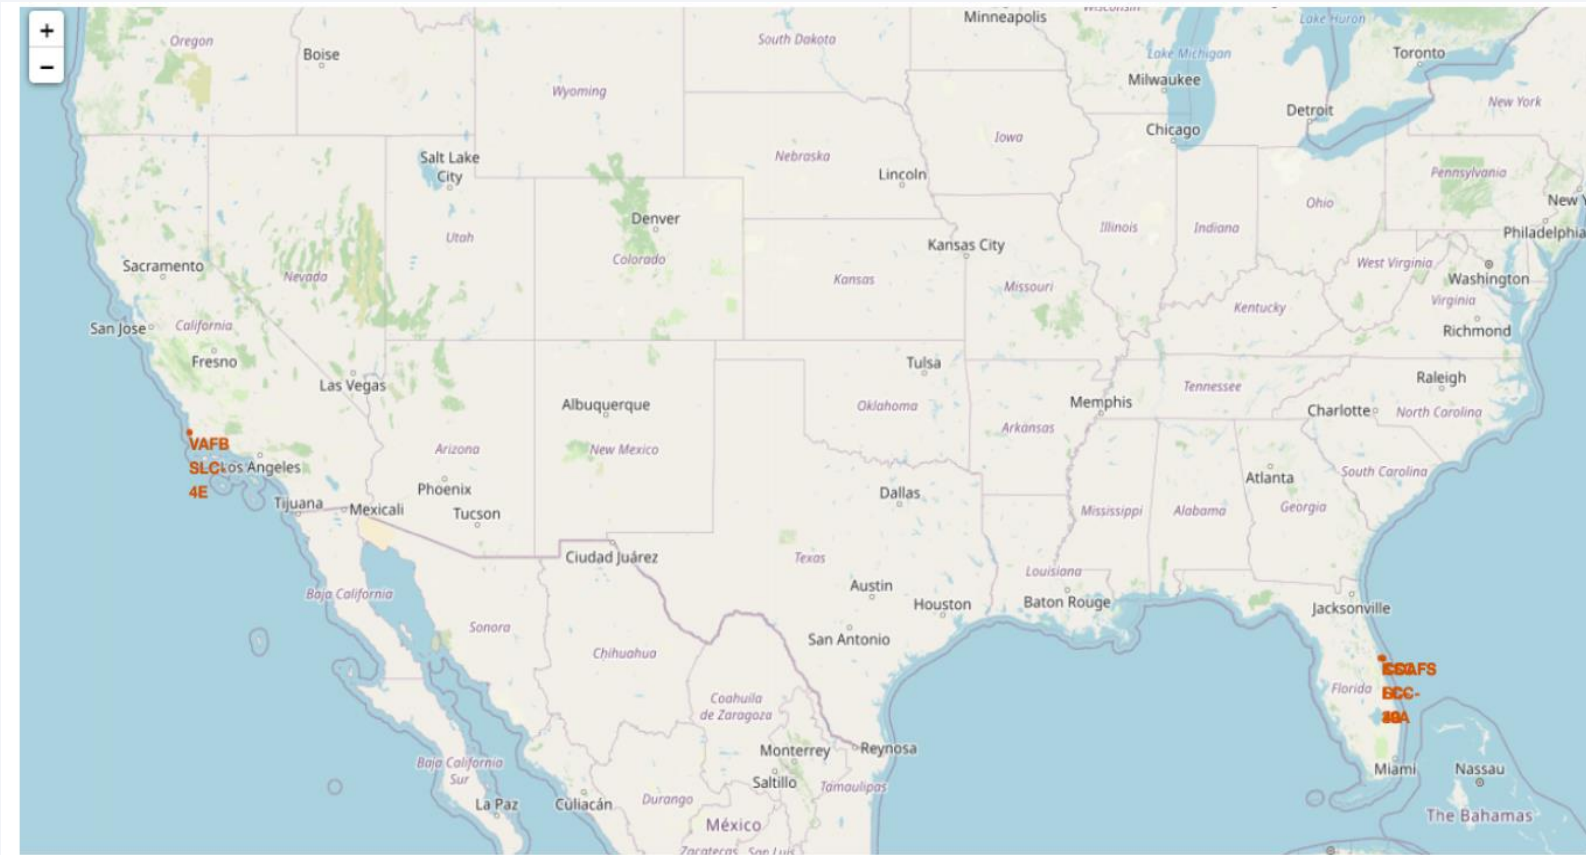 +
−
Oregon
Boise
South Dakota
Minneapolis
Wisconsin
Lake Huron
Toronto
Lake Michigan
Milwaukee
Wyoming
Detroit
New York
Chicago
Iowa
Salt Lake
City
Nebraska
Lincoln
Pennsylvania
New Y
Denver
Ohio
Illinois
Indiana
Philadelphia
Utah
Kansas City
Sacramento
Nevada
Colorado
Kansas
Missouri
West Virginia
Washington
Virginia
Kentucky
San Jose
California
Richmond
Fresno
Las Vegas
Tulsa
Tennessee
Raleigh
Albuquerque
Oklahoma
Memphis
Charlotte
North Carolina
Arkansas
VAFB
SLC-
4E
Los Angeles
Arizona
New Mexico
Atlanta
South Carolina
Phoenix
Dallas
Tijuana
Mexicali
Tucson
Mississippi
Alabama
Georgia
Ciudad Juárez
Texas
Louisiana
Baja California
Austin
Houston
Baton Rouge
Jacksonville
Sonora
San Antonio
Chihuahua
Florida
Coahuila
de Zaragoza
Monterrey
Reynosa
Baja California
Sur
Saltillo
Tamaulipas
Miami
Nassau
La Paz
Culiacán
Durango
México
The Bahamas
Zacatecas
San Luis